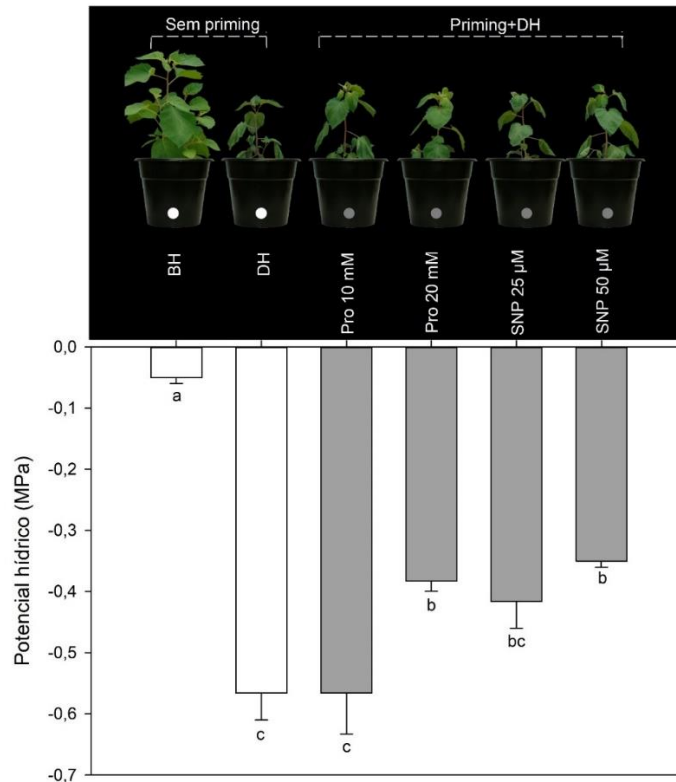 Sem priming
Priming+DH
BH
DH
Pro 10 mM
Pro 20 mM
SNP 25 µM
SNP 50 µM
Potencial hídrico (MPa)
0,0
-0,1
-0,2
-0,3
-0,4
-0,5
-0,6
-0,7
a
c
c
b
bc
b